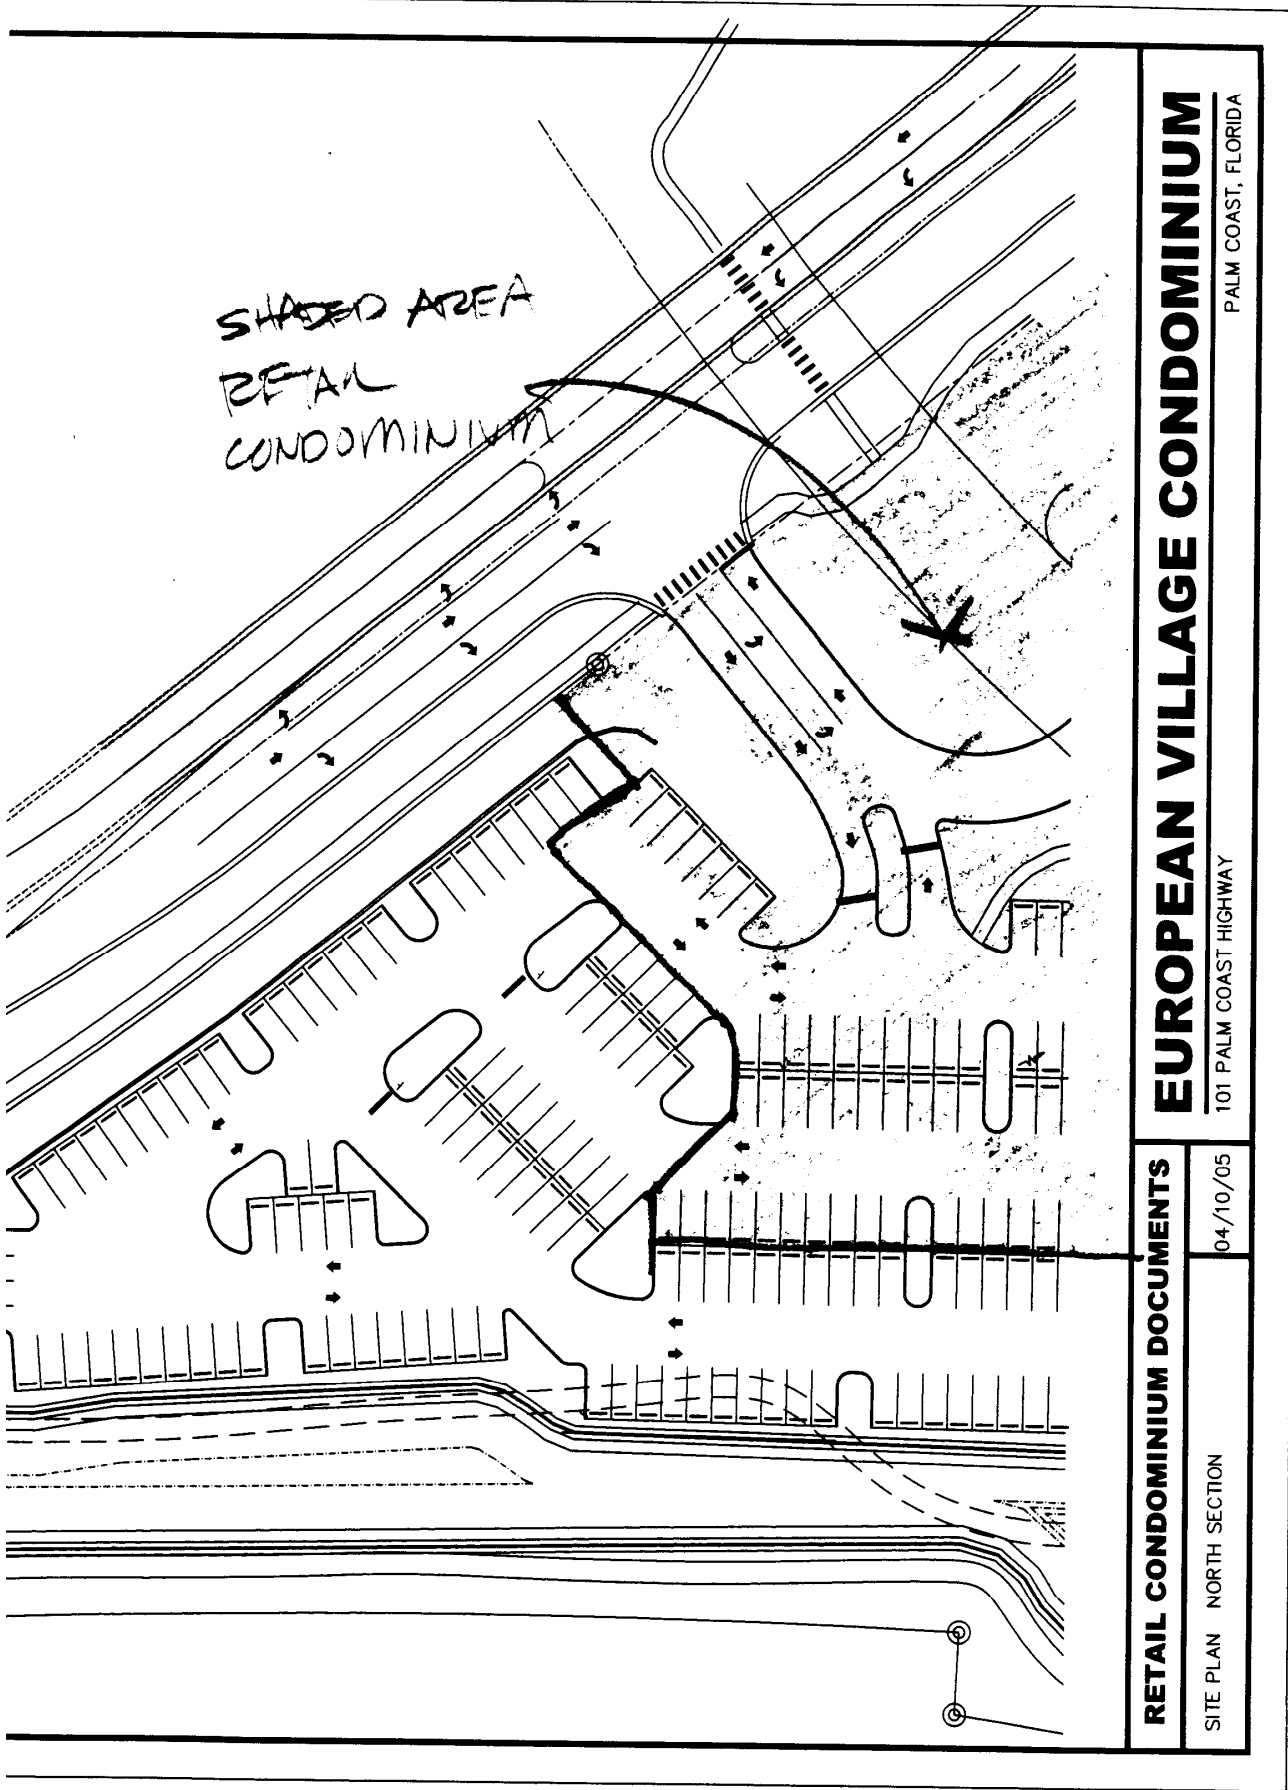 SHADED AREA
RETAIL
CONDOMINIUM
EUROPEAN VILLAGE CONDOMINIUM
101 PALM COAST HIGHWAY
PALM COAST, FLORIDA
RETAIL CONDOMINIUM DOCUMENTS
SITE PLAN NORTH SECTION
04/10/05